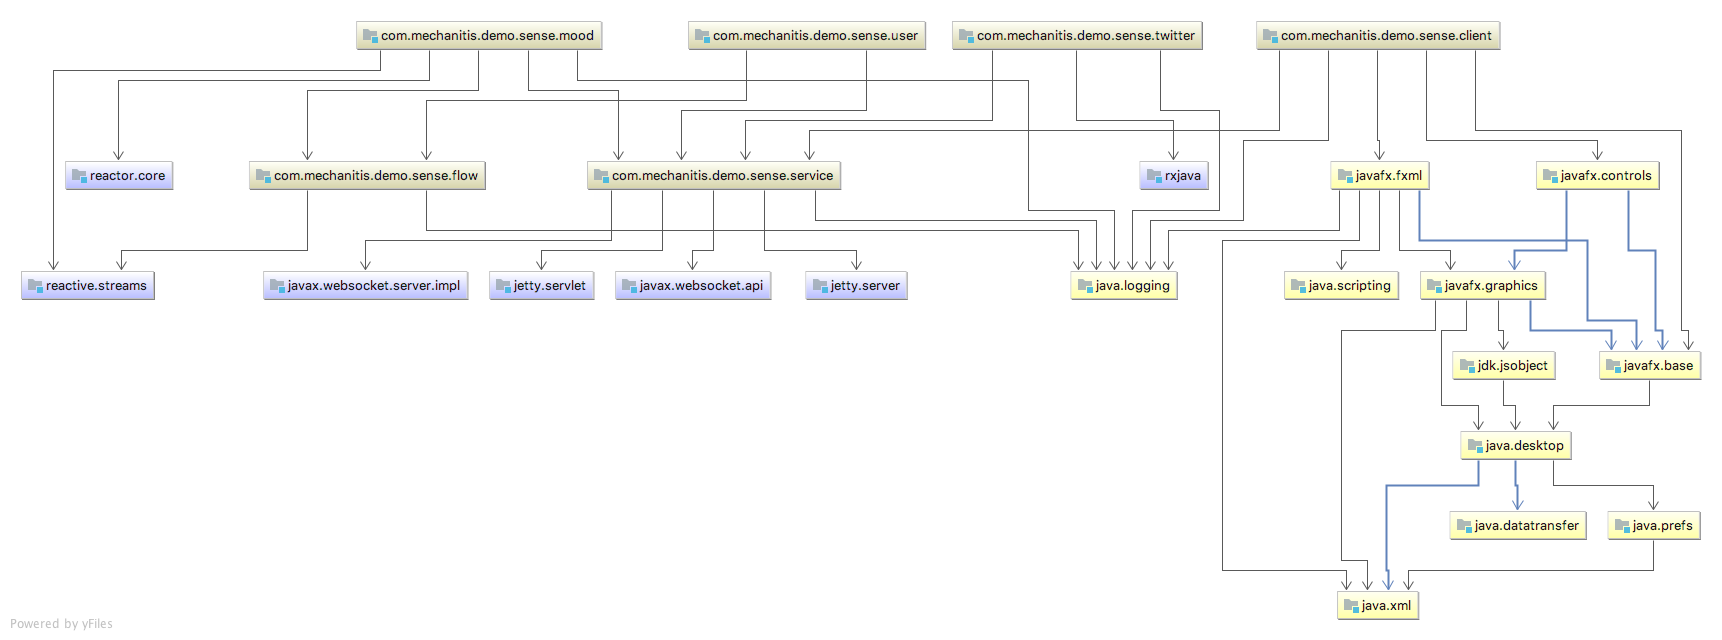 com.mechanitis.demo.sense.mood
com.mechanitis.demo.sense.user
com.mechanitis.demo.sense.twitter
com.mechanitis.demo.sense.client
reactor.core
com.mechanitis.demo.sense.flow
com.mechanitis.demo.sense.service
rxjava
javafx.fxml
javafx.controls
reactive.streams
javax.websocket.server.impl
jetty.servlet
javax.websocket.api
jetty.server
java.logging
java.scripting
javafx.graphics
jdk.jsobject
javafx.base
java.desktop
java.datatransfer
java.prefs
java.xml
Powered by yFiles